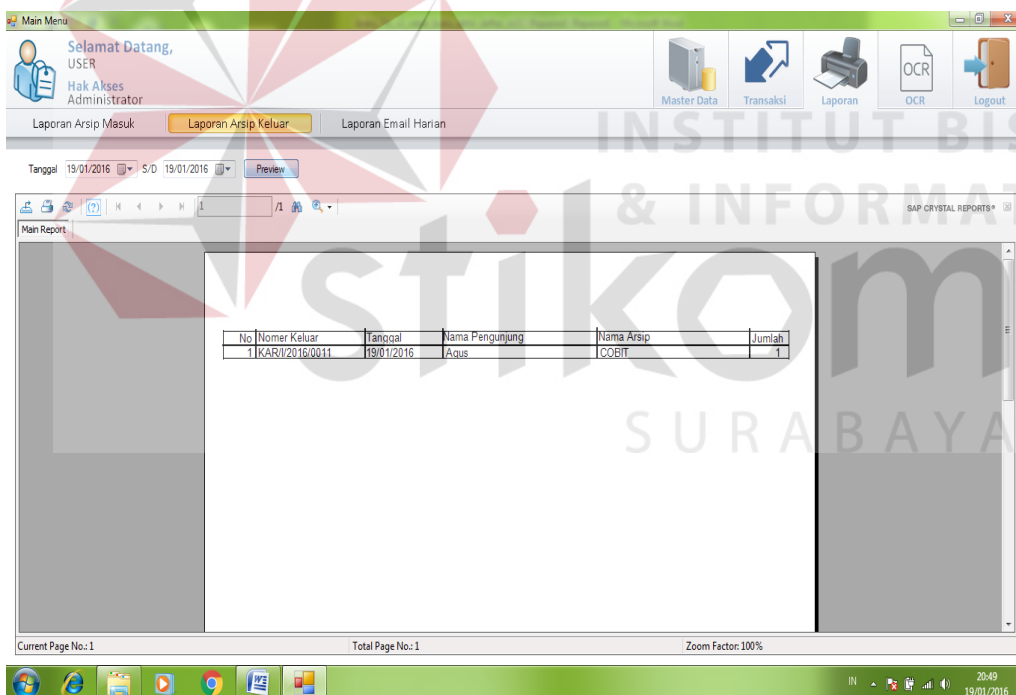 Main Menu
Selamat Datang,
USER
Hak Akses
Administrator
Master Data
Transaksi
Laporan
OCR
OCR
Logout
Laporan Arsip Masuk
Laporan Arsip Keluar
Laporan Email Harian
INSTITUT BIS
Tanggal 19/01/2016 S/D 19/01/2016 Preview
& INFORMAT
1 /1
SAP CRYSTAL REPORTS®
Main Report
stikom
No Nomer Keluar Tanggal Nama Pengunjung Nama Arsip Jumlah
1 KAR/I/2016/0011 19/01/2016 Agus COBIT 1
SURABAYA
Current Page No.: 1 Total Page No.: 1 Zoom Factor: 100%
IN 20:49
19/01/2016